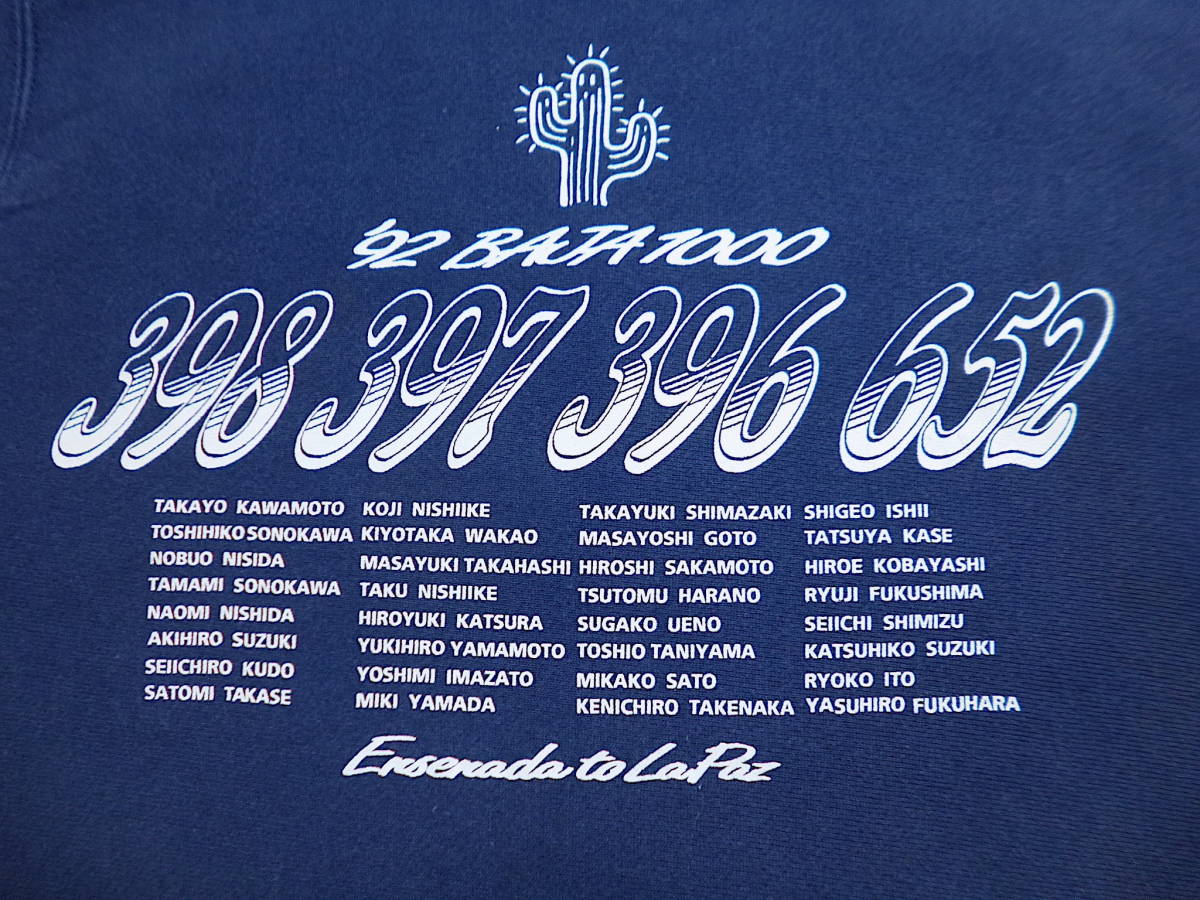 '92 BAJA 1000
398 397 396 652
TAKAYO KAWAMOTO KOJI NISHIIKE TAKAYUKI SHIMAZAKI SHIGEO ISHII
TOSHIHIKO SONOKAWA KIYOTAKA WAKAO MASAYOSHI GOTO TATSUYA KASE
NOBUO NISIDA MASAYUKI TAKAHASHI HIROSHI SAKAMOTO HIROE KOBAYASHI
TAMAMI SONOKAWA TAKU NISHIIKE TSUTOMU HARANO RYUJI FUKUSHIMA
NAOMI NISHIDA HIROYUKI KATSURA SUGAKO UENO SEIICHI SHIMIZU
AKIHIRO SUZUKI YUKIHIRO YAMAMOTO TOSHIO TANIYAMA KATSUHIKO SUZUKI
SEIICHIRO KUDO YOSHIMI IMAZATO MIKAKO SATO RYOKO ITO
SATOMI TAKASE MIKI YAMADA KENICHIRO TAKENAKA YASUHIRO FUKUHARA
Ensenada to La Paz